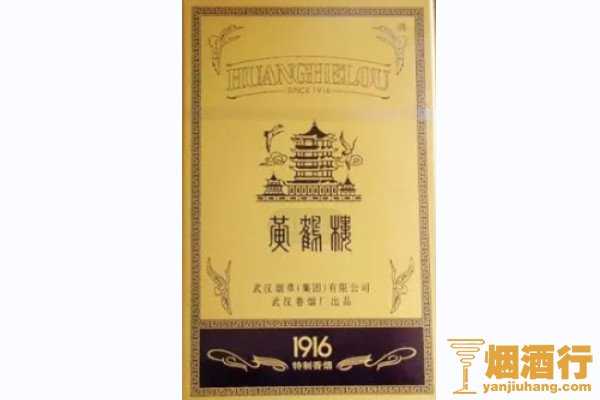 HUANGHELOU
SINCE 1916
黄鹤楼
武汉烟草(集团)有限公司
武汉卷烟厂出品
1916
特制香烟
烟酒行
yanjiuhang.com